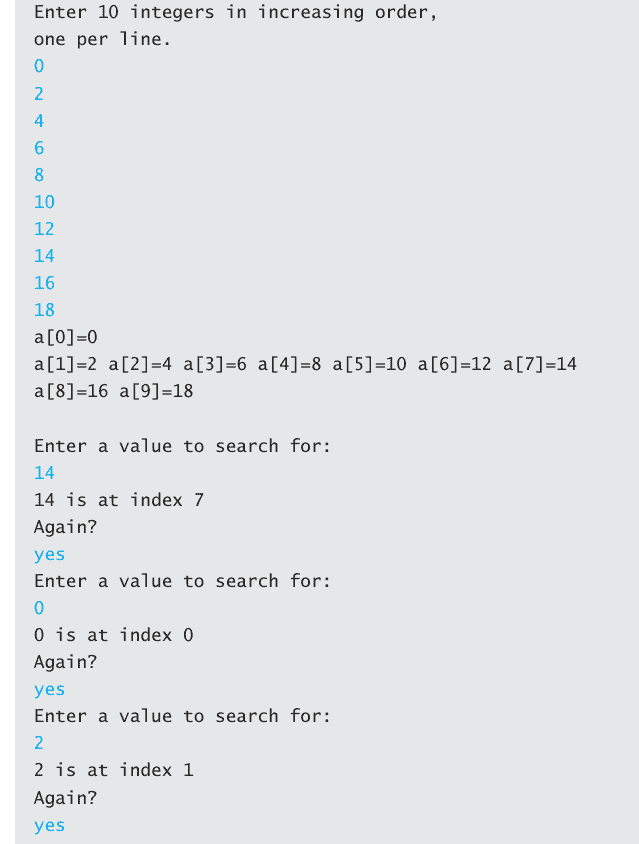 Enter 10 integers in increasing order,
one per line.
0
2
4
6
8
10
12
14
16
18
a[0]=0
a[1]=2 a[2]=4 a[3]=6 a[4]=8 a[5]=10 a[6]=12 a[7]=14
a[8]=16 a[9]=18
Enter a value to search for:
14
14 is at index 7
Again?
yes
Enter a value to search for:
0
0 is at index 0
Again?
yes
Enter a value to search for:
2
2 is at index 1
Again?
yes